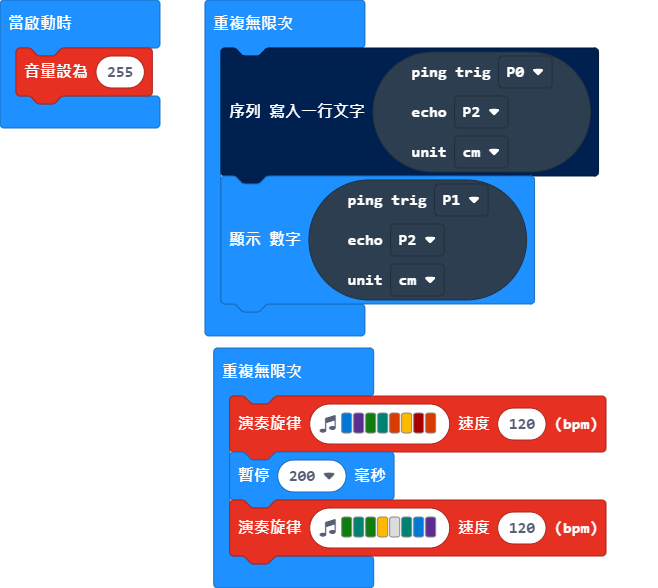 當啟動時
音量設為 255
重複無限次
序列 寫入一行文字 ping trig P0
echo P2
unit cm
顯示 數字 ping trig P1
echo P2
unit cm
重複無限次
演奏旋律 速度 120 (bpm)
暫停 200 毫秒
演奏旋律 速度 120 (bpm)